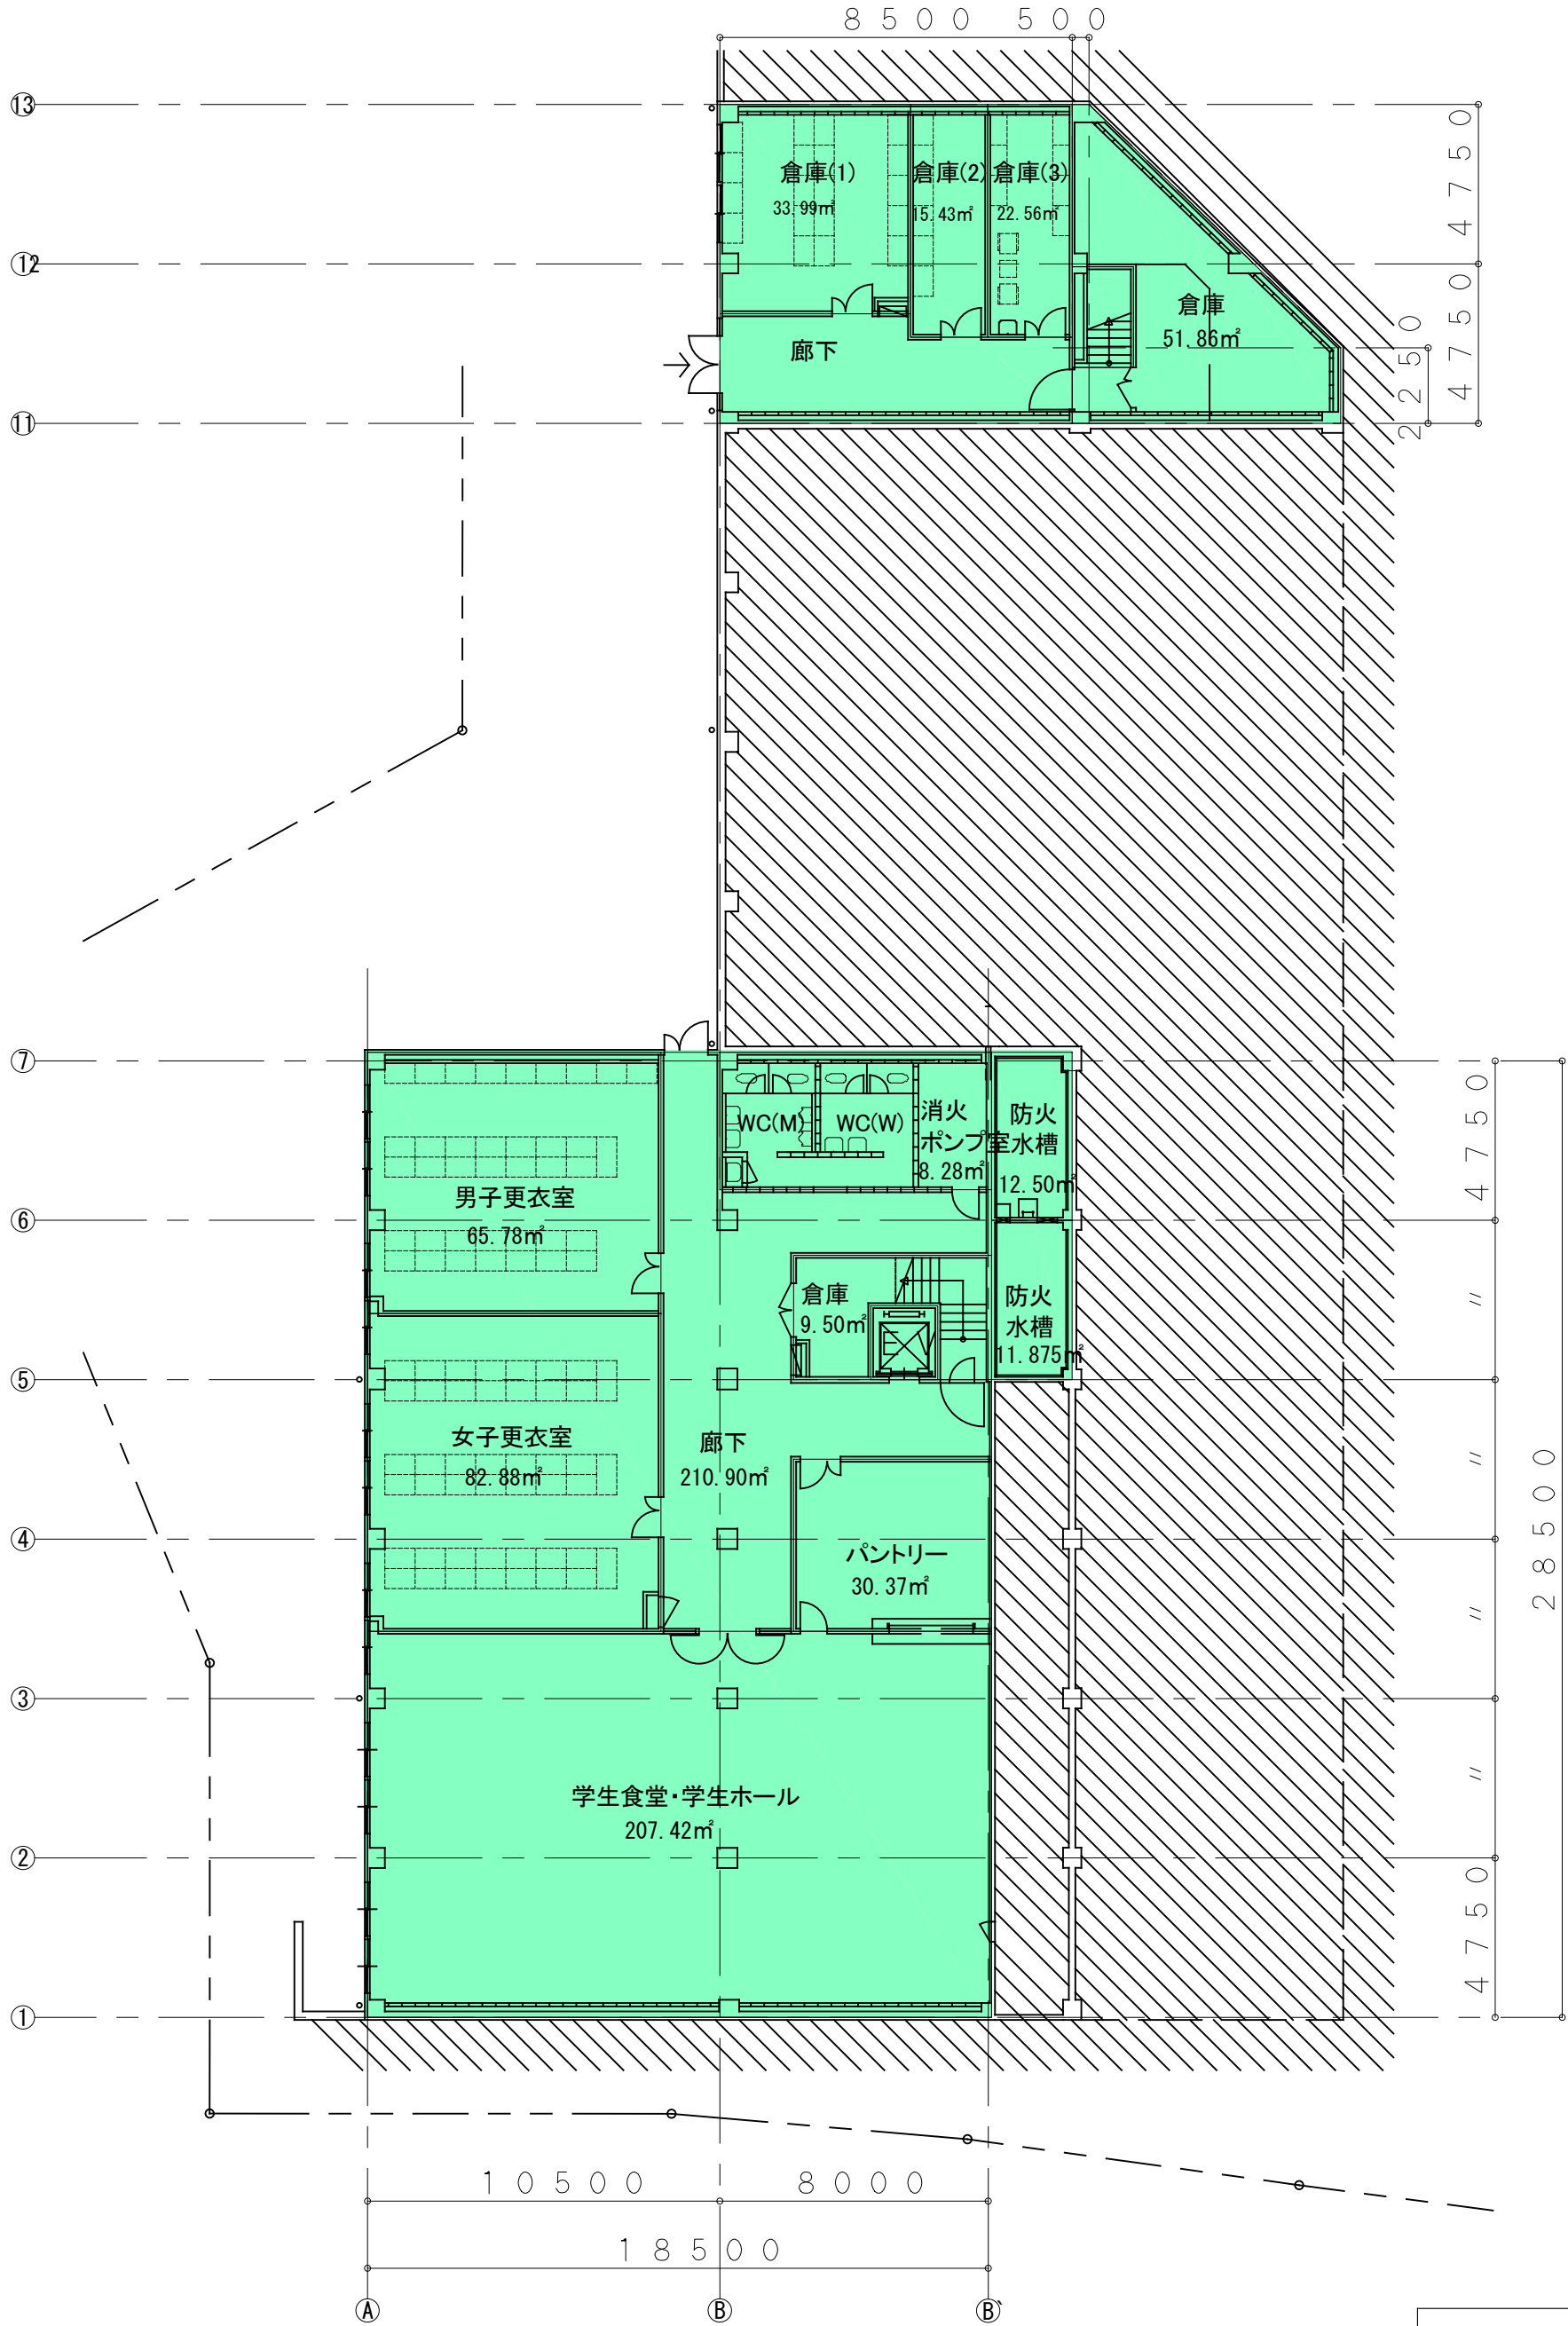 8500 500
⑬
4750
倉庫(1)
倉庫(2)
倉庫(3)
33.99㎡
15.43㎡
22.56㎡
⑫
倉庫
51.86㎡
4750
2250
廊下
⑪
⑦
4750
WC(M)
WC(W)
消火
ポンプ室
8.28㎡
防火
水槽
12.50㎡
男子更衣室
65.78㎡
⑥
倉庫
9.50㎡
EV
防火
水槽
11.875㎡
〃
⑤
女子更衣室
82.88㎡
廊下
210.90㎡
〃
28500
④
パントリー
30.37㎡
〃
③
学生食堂・学生ホール
207.42㎡
〃
②
4750
①
10500
8000
18500
Ⓐ
Ⓑ
B`